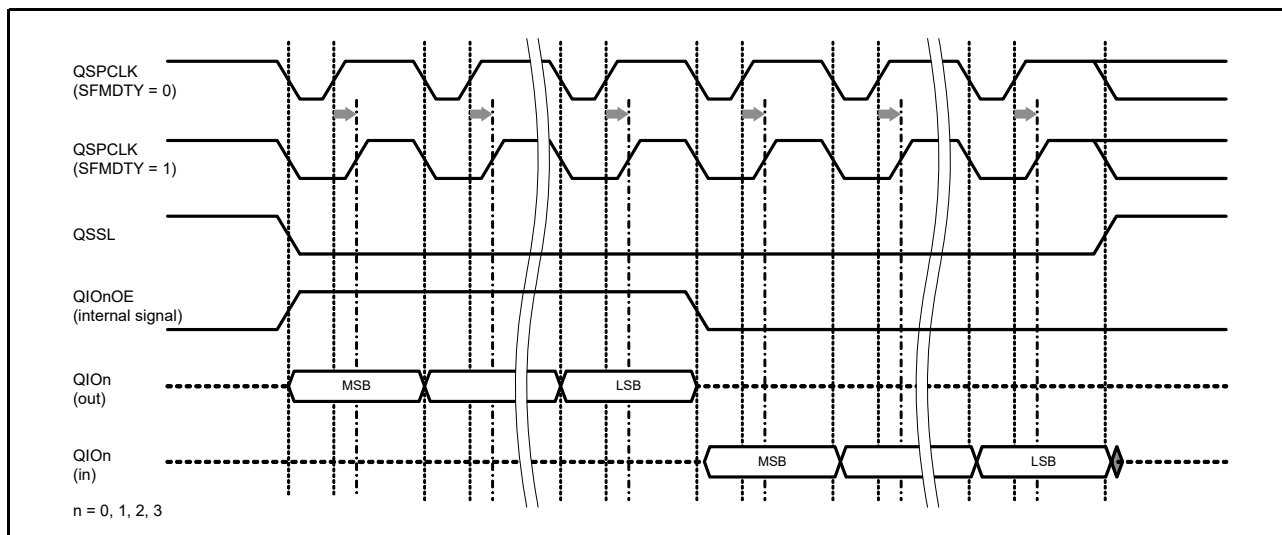 QSPCLK
(SFMDTY = 0)
QSPCLK
(SFMDTY = 1)
QSSL
QIOnOE
(internal signal)
QIOn
(out)
MSB
LSB
QIOn
(in)
MSB
LSB
n = 0, 1, 2, 3